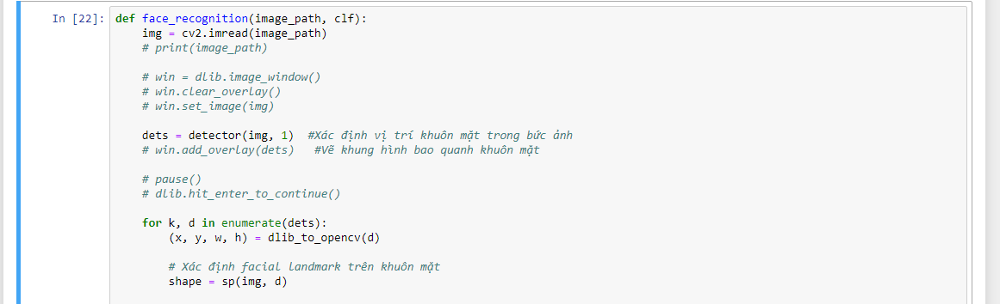 In [22]: def face_recognition(image_path, clf):
img = cv2.imread(image_path)
# print(image_path)
# win = dlib.image_window()
# win.clear_overlay()
# win.set_image(img)
dets = detector(img, 1)  #Xác định vị trí khuôn mặt trong bức ảnh
# win.add_overlay(dets)   #Vẽ khung hình bao quanh khuôn mặt
# pause()
# dlib.hit_enter_to_continue()
for k, d in enumerate(dets):
(x, y, w, h) = dlib_to_opencv(d)
# Xác định facial landmark trên khuôn mặt
shape = sp(img, d)